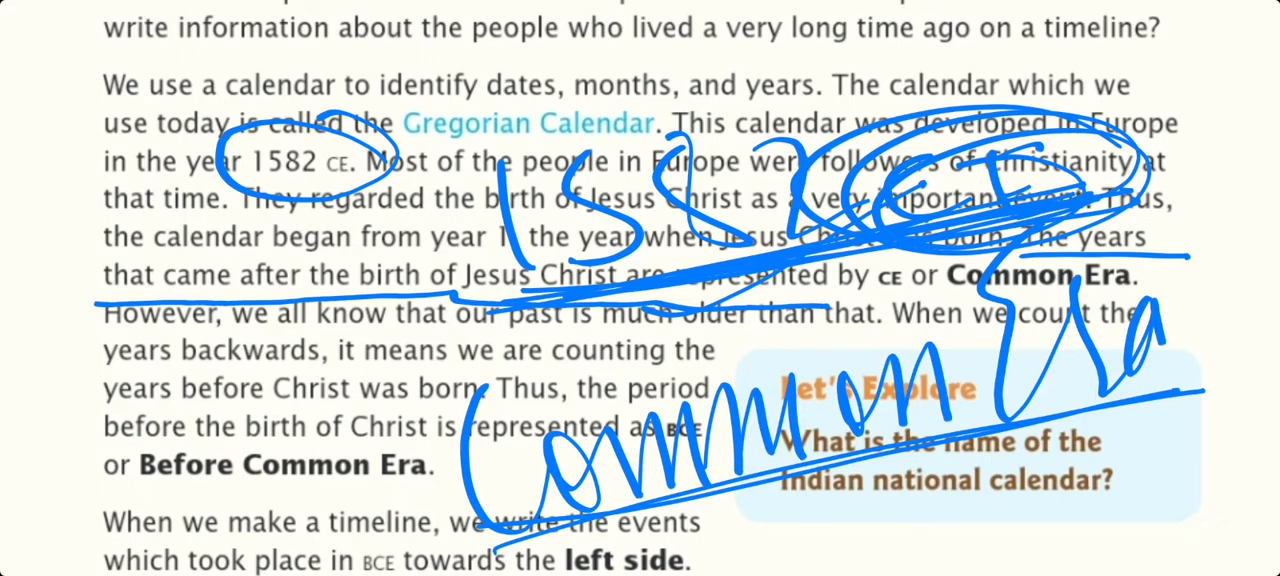 write information about the people who lived a very long time ago on a timeline?
We use a calendar to identify dates, months, and years. The calendar which we
use today is called the Gregorian Calendar. This calendar was developed in Europe
in the year 1582 CE. Most of the people in Europe were followers of Christianity at
that time. They regarded the birth of Jesus Christ as a very important event. Thus,
the calendar began from year 1, the year when Jesus Christ was born. The years
that came after the birth of Jesus Christ are represented by CE or Common Era.
However, we all know that our past is much older than that. When we count the
years backwards, it means we are counting the
years before Christ was born. Thus, the period
before the birth of Christ is represented as BCE
or Before Common Era.
When we make a timeline, we write the events
which took place in BCE towards the left side.
Let's Explore
What is the name of the
Indian national calendar?
1582 CE
Common Era